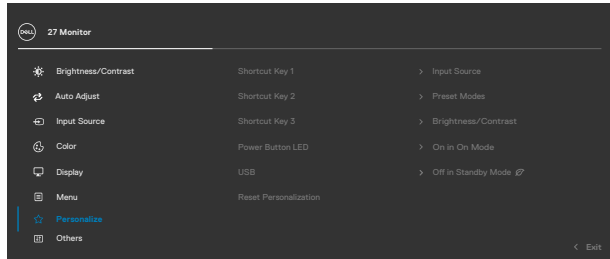 DELL 27 Monitor
Brightness/Contrast Shortcut Key 1 > Input Source
Auto Adjust Shortcut Key 2 > Preset Modes
Input Source Shortcut Key 3 > Brightness/Contrast
Color Power Button LED > On in On Mode
Display USB > Off in Standby Mode
Menu Reset Personalization
Personalize
Others
< Exit